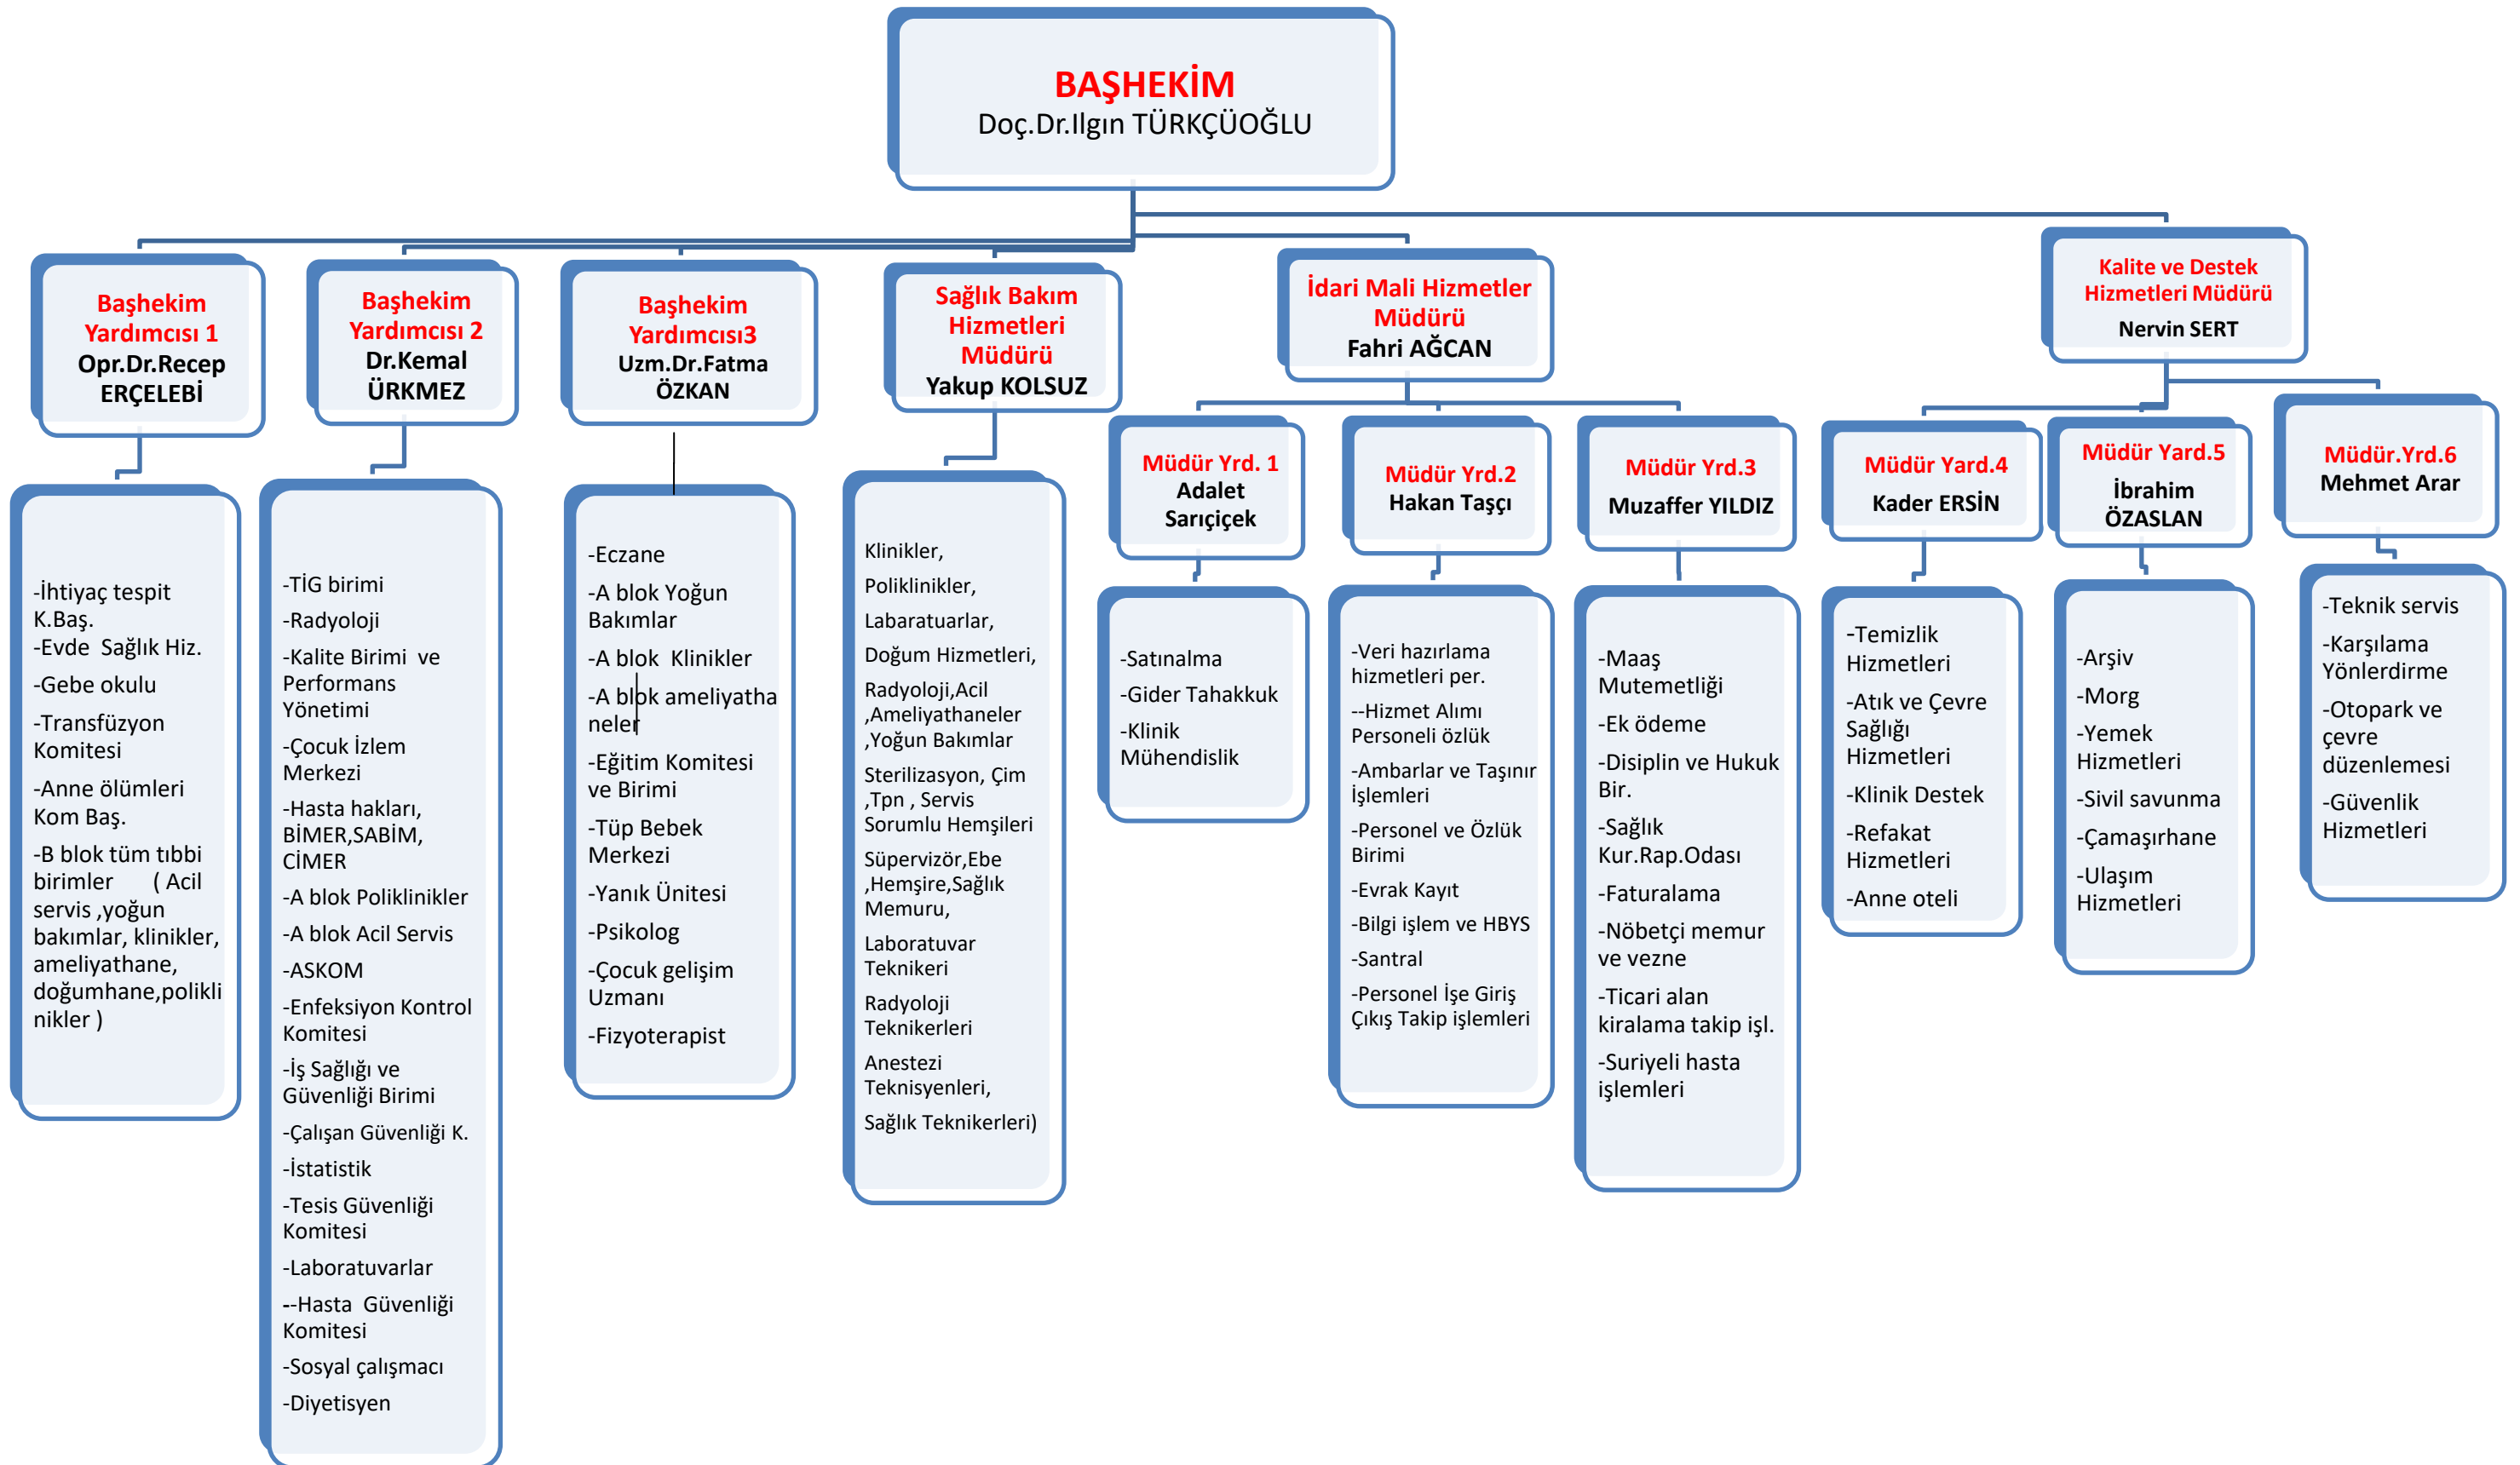 BAŞHEKİM
Doç.Dr.Ilgın TÜRKÇÜOĞLU
Başhekim
Yardımcısı 1
Opr.Dr.Recep
ERÇELEBİ
Başhekim
Yardımcısı 2
Dr.Kemal
ÜRKMEZ
Başhekim
Yardımcısı3
Uzm.Dr.Fatma
ÖZKAN
Sağlık Bakım
Hizmetleri
Müdürü
Yakup KOLSUZ
İdari Mali Hizmetler
Müdürü
Fahri AĞCAN
Kalite ve Destek
Hizmetleri Müdürü
Nervin SERT
Müdür Yrd. 1
Adalet
Sarıçiçek
Müdür Yrd.2
Hakan Taşçı
Müdür Yrd.3
Muzaffer YILDIZ
Müdür Yard.4
Kader ERSİN
Müdür Yard.5
İbrahim
ÖZASLAN
Müdür.Yrd.6
Mehmet Arar
-İhtiyaç tespit
K.Baş.
-Evde  Sağlık Hiz.
-Gebe okulu
-Transfüzyon
Komitesi
-Anne ölümleri
Kom Baş.
-B blok tüm tıbbi
birimler      ( Acil
servis ,yoğun
bakımlar, klinikler,
ameliyathane,
doğumhane,polikli
nikler )
-TİG birimi
-Radyoloji
-Kalite Birimi  ve
Performans
Yönetimi
-Çocuk İzlem
Merkezi
-Hasta hakları,
BİMER,SABİM,
CİMER
-A blok Poliklinikler
-A blok Acil Servis
-ASKOM
-Enfeksiyon Kontrol
Komitesi
-İş Sağlığı ve
Güvenliği Birimi
-Çalışan Güvenliği K.
-İstatistik
-Tesis Güvenliği
Komitesi
-Laboratuvarlar
--Hasta  Güvenliği
Komitesi
-Sosyal çalışmacı
-Diyetisyen
-Eczane
-A blok Yoğun
Bakımlar
-A blok  Klinikler
-A blok ameliyatha
neler
-Eğitim Komitesi
ve Birimi
-Tüp Bebek
Merkezi
-Yanık Ünitesi
-Psikolog
-Çocuk gelişim
Uzmanı
-Fizyoterapist
Klinikler,
Poliklinikler,
Labaratuarlar,
Doğum Hizmetleri,
Radyoloji,Acil
,Ameliyathaneler
,Yoğun Bakımlar
Sterilizasyon, Çim
,Tpn , Servis
Sorumlu Hemşileri
Süpervizör,Ebe
,Hemşire,Sağlık
Memuru,
Laboratuvar
Teknikeri
Radyoloji
Teknikerleri
Anestezi
Teknisyenleri,
Sağlık Teknikerleri)
-Satınalma
-Gider Tahakkuk
-Klinik
Mühendislik
-Veri hazırlama
hizmetleri per.
--Hizmet Alımı
Personeli özlük
-Ambarlar ve Taşınır
İşlemleri
-Personel ve Özlük
Birimi
-Evrak Kayıt
-Bilgi işlem ve HBYS
-Santral
-Personel İşe Giriş
Çıkış Takip işlemleri
-Maaş
Mutemetliği
-Ek ödeme
-Disiplin ve Hukuk
Bir.
-Sağlık
Kur.Rap.Odası
-Faturalama
-Nöbetçi memur
ve vezne
-Ticari alan
kiralama takip işl.
-Suriyeli hasta
işlemleri
-Temizlik
Hizmetleri
-Atık ve Çevre
Sağlığı
Hizmetleri
-Klinik Destek
-Refakat
Hizmetleri
-Anne oteli
-Arşiv
-Morg
-Yemek
Hizmetleri
-Sivil savunma
-Çamaşırhane
-Ulaşım
Hizmetleri
-Teknik servis
-Karşılama
Yönlerdirme
-Otopark ve
çevre
düzenlemesi
-Güvenlik
Hizmetleri